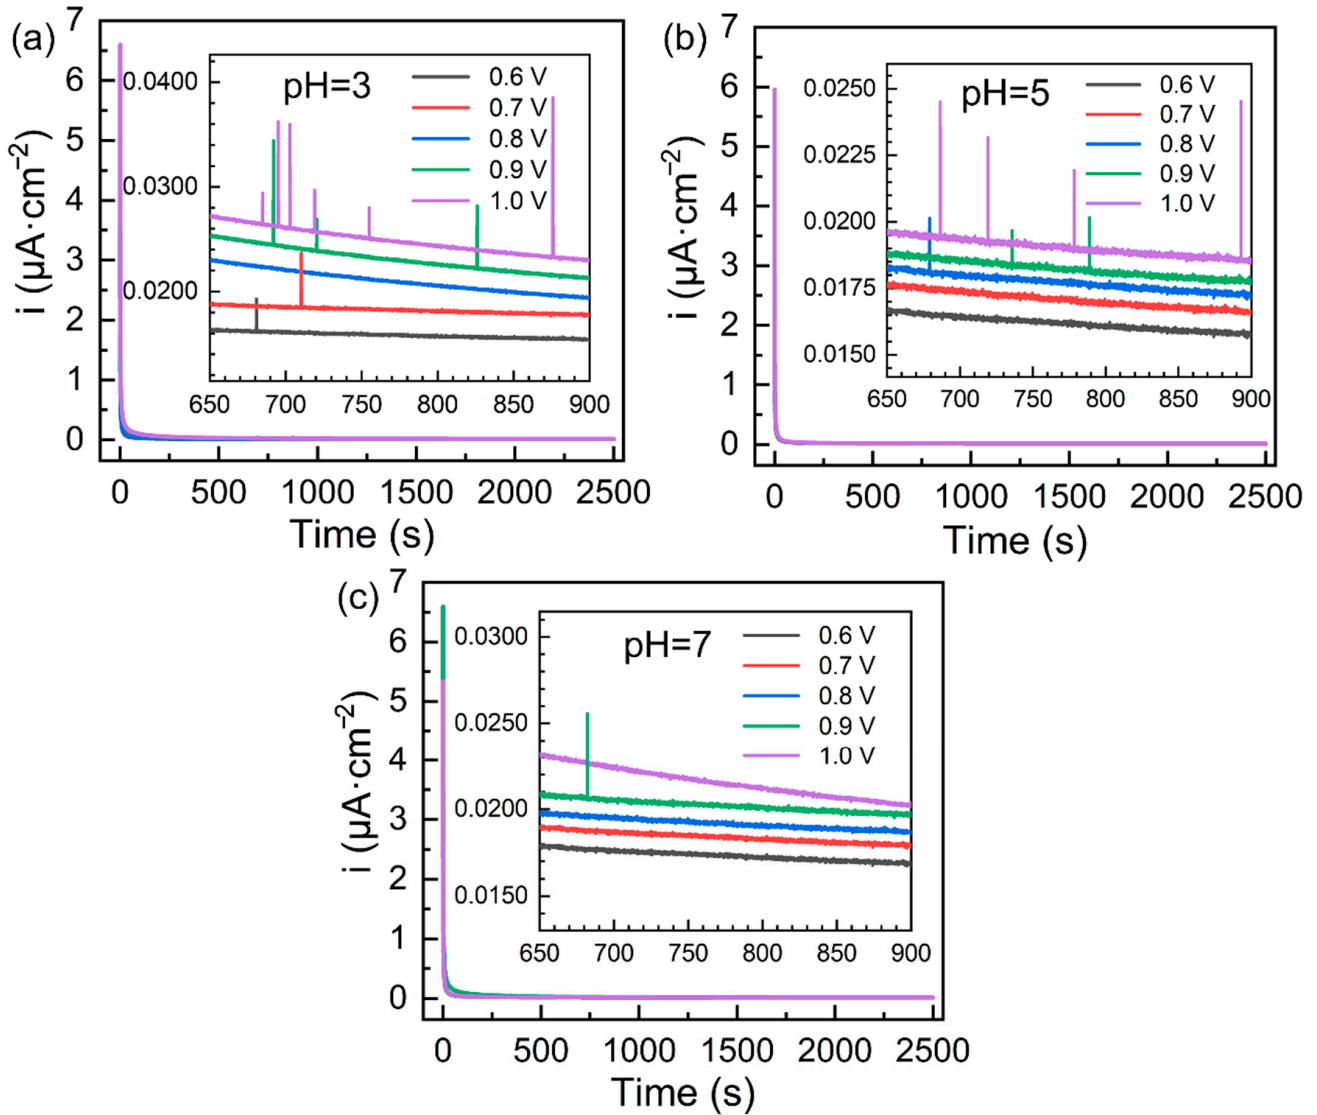 (a)
7
6
5
4
3
2
1
0
i (μA·cm−2)
0 500 1000 1500 2000 2500
Time (s)
pH=3
0.0400
0.0300
0.0200
650 700 750 800 850 900
0.6 V
0.7 V
0.8 V
0.9 V
1.0 V
(b)
7
6
5
4
3
2
1
0
i (μA·cm−2)
0 500 1000 1500 2000 2500
Time (s)
pH=5
0.0250
0.0225
0.0200
0.0175
0.0150
650 700 750 800 850 900
0.6 V
0.7 V
0.8 V
0.9 V
1.0 V
(c)
7
6
5
4
3
2
1
0
i (μA·cm−2)
0 500 1000 1500 2000 2500
Time (s)
pH=7
0.0300
0.0250
0.0200
0.0150
650 700 750 800 850 900
0.6 V
0.7 V
0.8 V
0.9 V
1.0 V